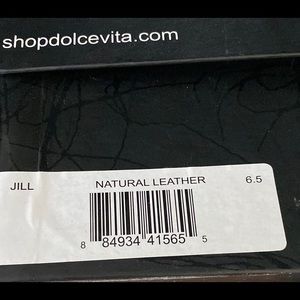 shopdolcevita.com
JILL NATURAL LEATHER 6.5
8 84934 41565 5